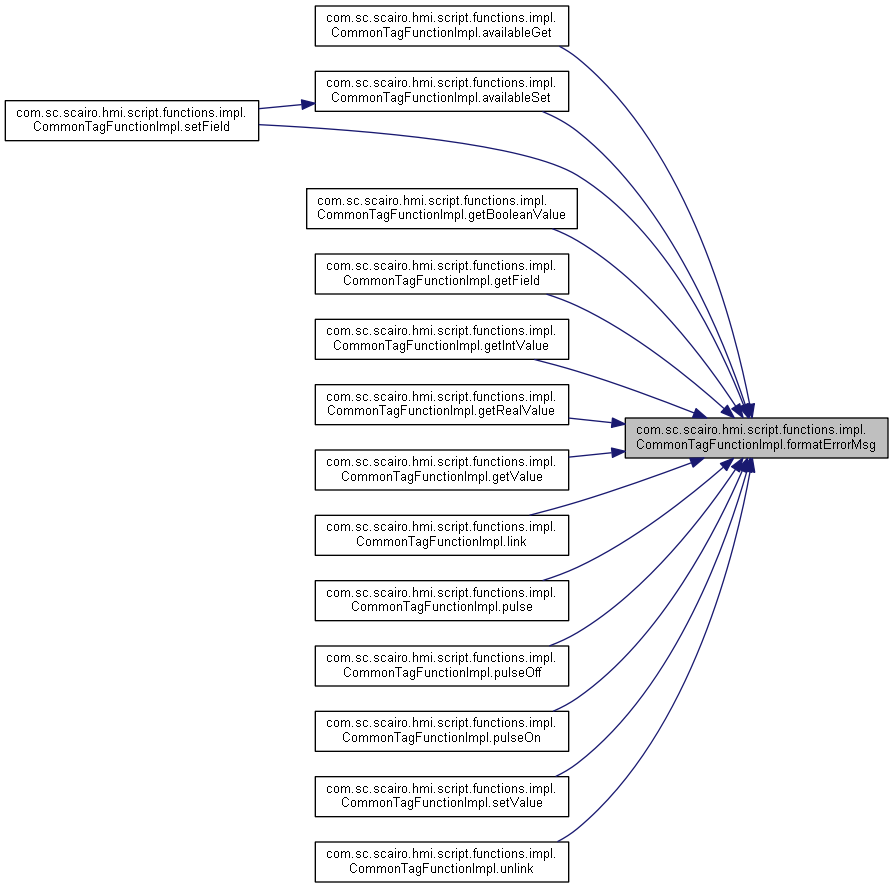 com.sc.scairo.hmi.script.functions.impl.
CommonTagFunctionImpl.availableGet
com.sc.scairo.hmi.script.functions.impl.
CommonTagFunctionImpl.availableSet
com.sc.scairo.hmi.script.functions.impl.
CommonTagFunctionImpl.setField
com.sc.scairo.hmi.script.functions.impl.
CommonTagFunctionImpl.getBooleanValue
com.sc.scairo.hmi.script.functions.impl.
CommonTagFunctionImpl.getField
com.sc.scairo.hmi.script.functions.impl.
CommonTagFunctionImpl.getIntValue
com.sc.scairo.hmi.script.functions.impl.
CommonTagFunctionImpl.getRealValue
com.sc.scairo.hmi.script.functions.impl.
CommonTagFunctionImpl.formatErrorMsg
com.sc.scairo.hmi.script.functions.impl.
CommonTagFunctionImpl.getValue
com.sc.scairo.hmi.script.functions.impl.
CommonTagFunctionImpl.link
com.sc.scairo.hmi.script.functions.impl.
CommonTagFunctionImpl.pulse
com.sc.scairo.hmi.script.functions.impl.
CommonTagFunctionImpl.pulseOff
com.sc.scairo.hmi.script.functions.impl.
CommonTagFunctionImpl.pulseOn
com.sc.scairo.hmi.script.functions.impl.
CommonTagFunctionImpl.setValue
com.sc.scairo.hmi.script.functions.impl.
CommonTagFunctionImpl.unlink